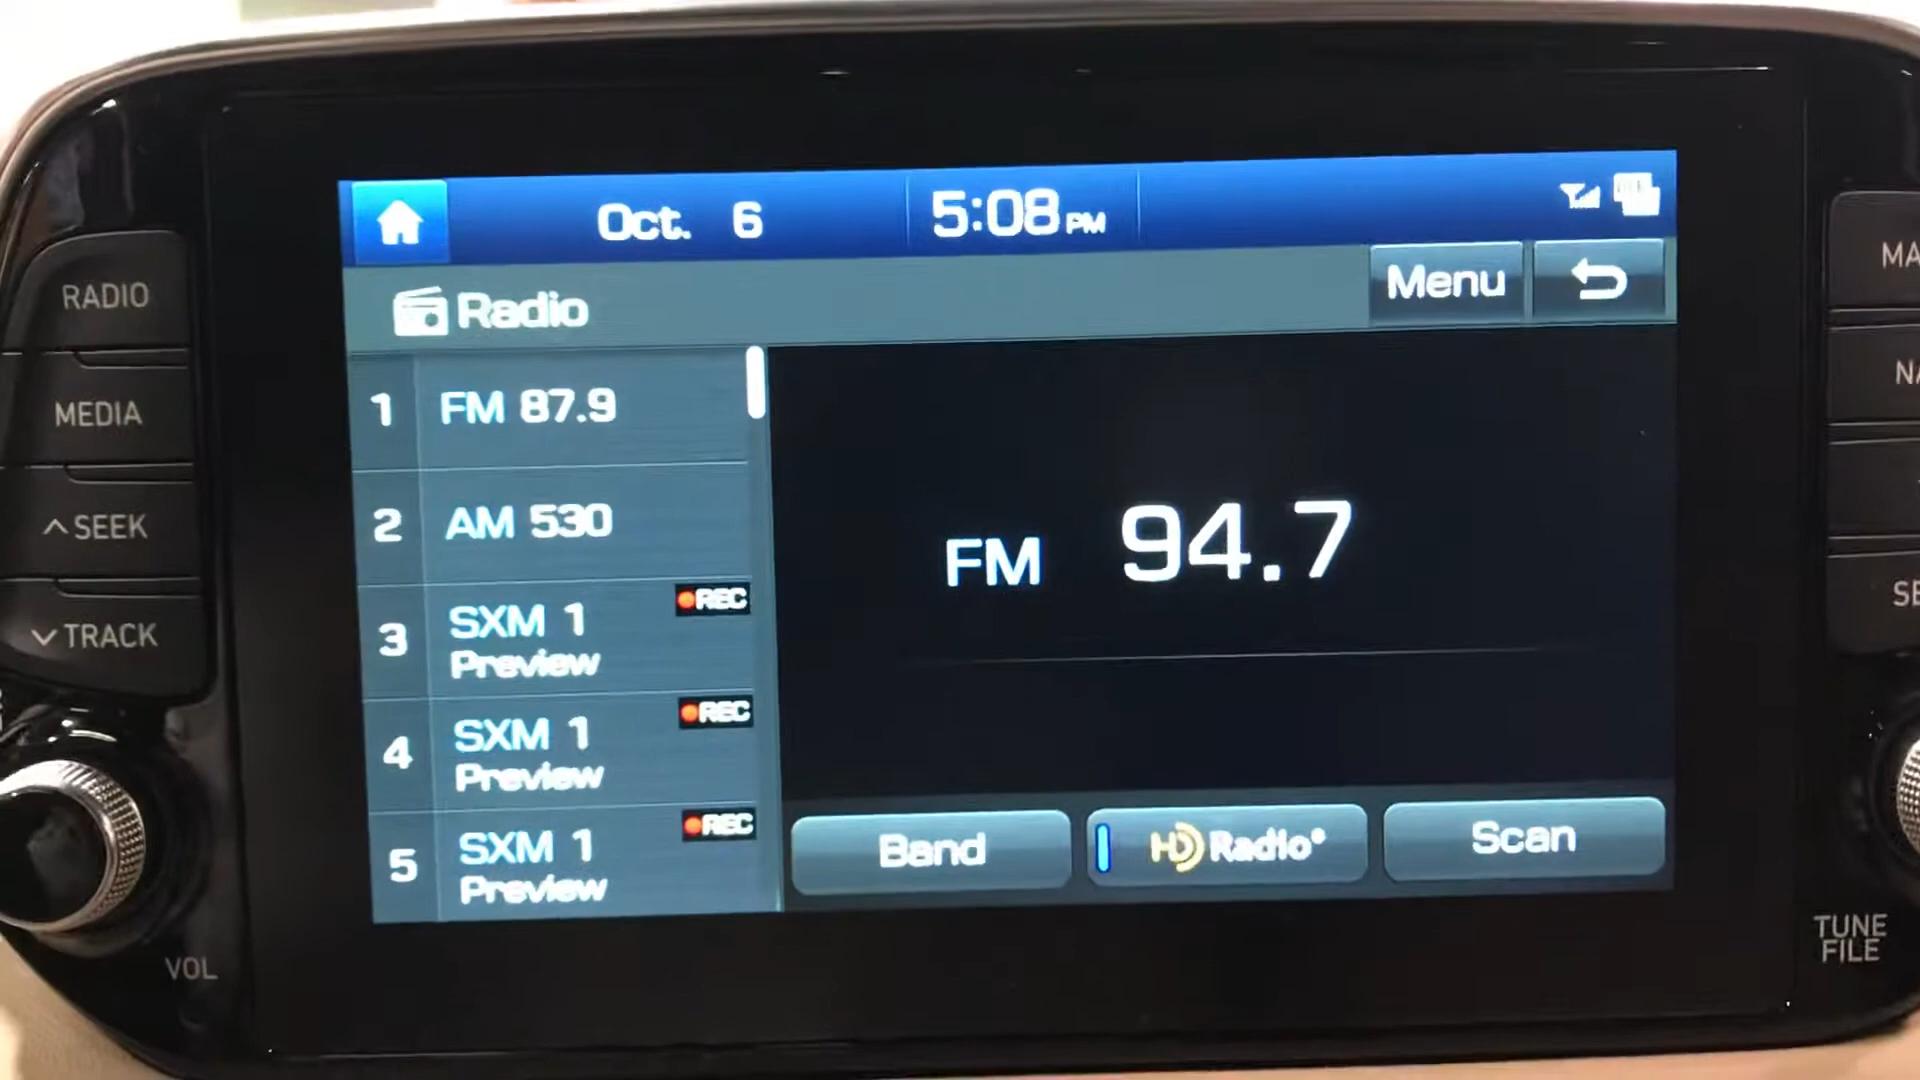 Oct. 6 5:08 PM
Radio Menu
1 FM 87.9
2 AM 530
3 SXM 1 REC
Preview
4 SXM 1 REC
Preview
5 SXM 1 REC
Preview
FM 94.7
Band HD Radio® Scan
RADIO
MEDIA
SEEK
TRACK
VOL
TUNE
FILE